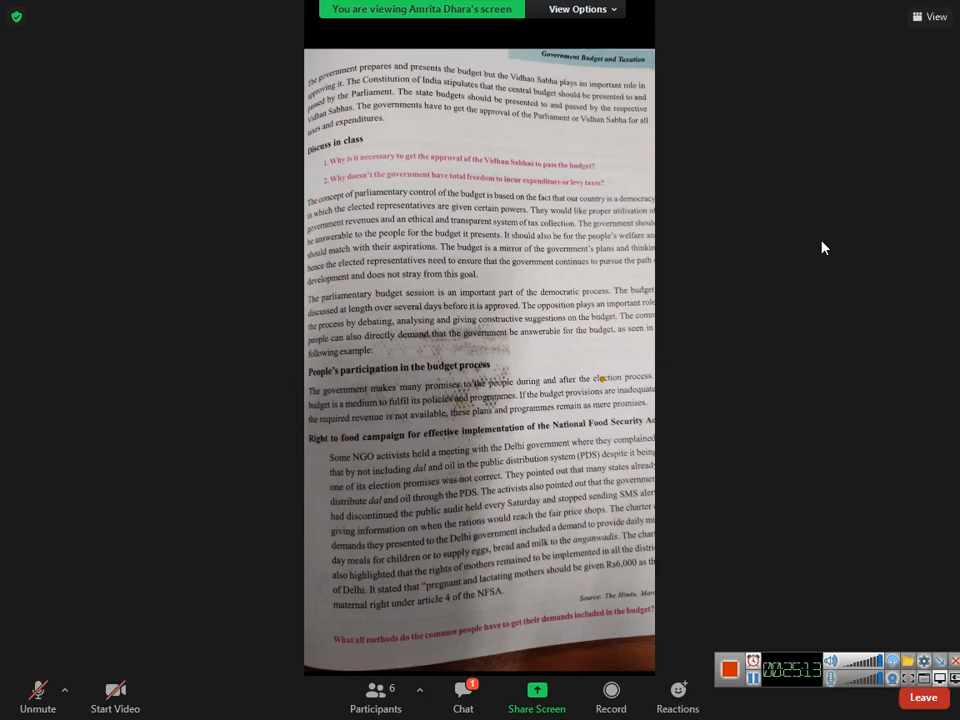 You are viewing Amrita Dhara's screen
View Options
View
Government Budget and Taxation
The government prepares and presents the budget but the Vidhan Sabha plays an important role in
approving it. The Constitution of India stipulates that the central budget should be presented to and
passed by the Parliament. The state budgets should be presented to and passed by the respective
Vidhan Sabhas. The governments have to get the approval of the Parliament or Vidhan Sabha for all
taxes and expenditures.
Discuss in class
1. Why is it necessary to get the approval of the Vidhan Sabhas to pass the budget?
2. Why doesn't the government have total freedom to incur expenditure or levy taxes?
The concept of parliamentary control of the budget is based on the fact that our country is a democracy
in which the elected representatives are given certain powers. They would like proper utilisation of
government revenues and an ethical and transparent system of tax collection. The government shoul
be answerable to the people for the budget it presents. It should also be for the people's welfare an
should match with their aspirations. The budget is a mirror of the government's plans and thinkin
hence the elected representatives need to ensure that the government continues to pursue the path
development and does not stray from this goal.
The parliamentary budget session is an important part of the democratic process. The budget
discussed at length over several days before it is approved. The opposition plays an important role
the process by debating, analysing and giving constructive suggestions on the budget. The comm
people can also directly demand that the government be answerable for the budget, as seen in
following example:
People's participation in the budget process
The government makes many promises to the people during and after the election process.
budget is a medium to fulfil its policies and programmes. If the budget provisions are inadequate
the required revenue is not available, these plans and programmes remain as mere promises.
Right to food campaign for effective implementation of the National Food Security Ac
Some NGO activists held a meeting with the Delhi government where they complained
that by not including dal and oil in the public distribution system (PDS) despite it being
one of its election promises was not correct. They pointed out that many states already
distribute dal and oil through the PDS. The activists also pointed out that the governmen
had discontinued the public audit held every Saturday and stopped sending SMS aler
giving information on when the rations would reach the fair price shops. The charter
demands they presented to the Delhi government included a demand to provide daily mi
day meals for children or to supply eggs, bread and milk to the anganwadis. The char
also highlighted that the rights of mothers remained to be implemented in all the distri
of Delhi. It stated that "pregnant and lactating mothers should be given Rs6,000 as th
maternal right under article 4 of the NFSA.
Source: The Hindu, Mar
What all methods do the common people have to get their demands included in the budget?
00:25:13
Unmute
Start Video
6
Participants
1
Chat
Share Screen
Record
Reactions
Leave